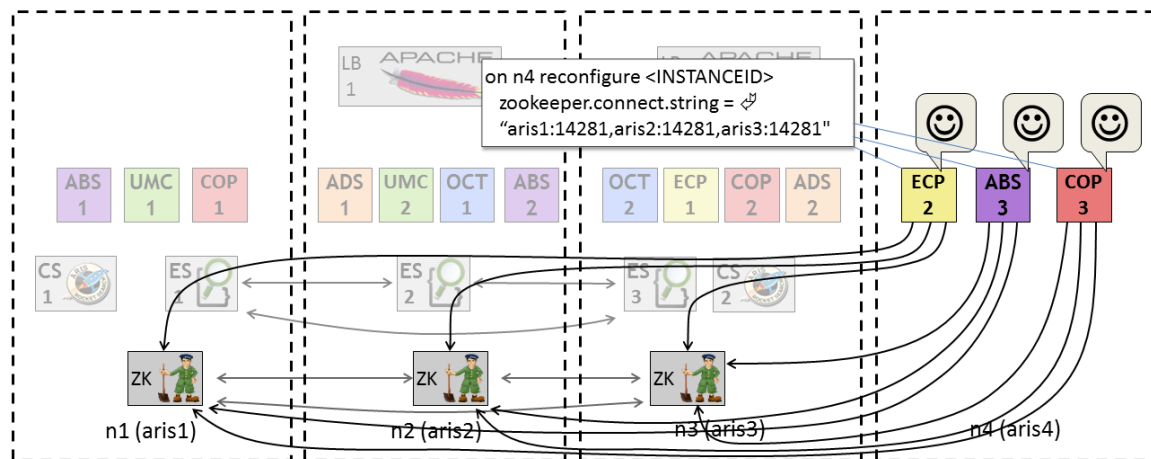 LB
1
APACHE
on n4 reconfigure <INSTANCEID>
zookeeper.connect.string =
“aris1:14281,aris2:14281,aris3:14281"
ABS
1
UMC
1
COP
1
ADS
1
UMC
2
OCT
1
ABS
2
OCT
2
ECP
1
COP
2
ADS
2
ECP
2
ABS
3
COP
3
CS
1
ES
1
ES
2
ES
3
CS
2
ZK
ZK
ZK
n1 (aris1)
n2 (aris2)
n3 (aris3)
n4 (aris4)